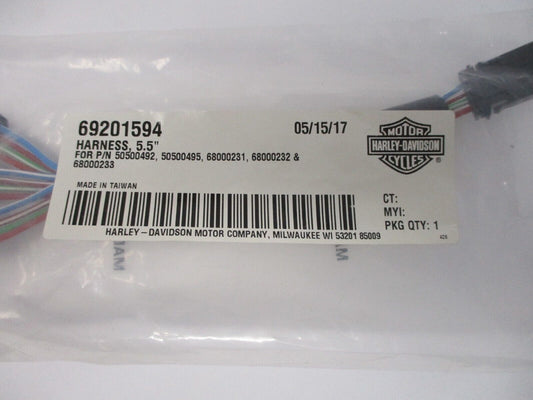 69201594
05/15/17
HARNESS, 5.5"
FOR P/N 50500492, 50500495, 68000231, 68000232 &
68000233
MOTOR
HARLEY-DAVIDSON
CYCLES
MADE IN TAIWAN
CT:
MYI:
PKG QTY: 1
HARLEY-DAVIDSON MOTOR COMPANY, MILWAUKEE WI 53201 85009